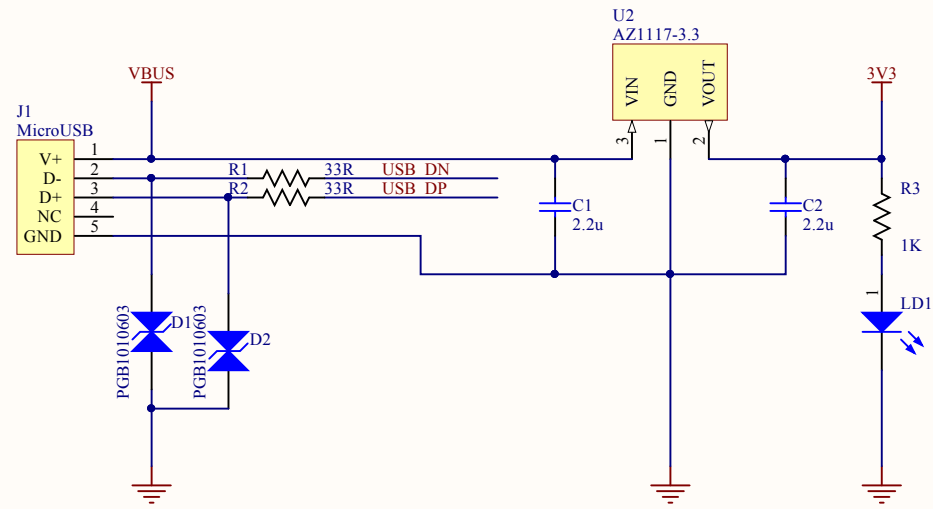 U2
AZ1117-3.3
VIN
GND
VOUT
3
1
2
VBUS
3V3
J1
MicroUSB
V+ 1
D- 2
D+ 3
NC 4
GND 5
R1 33R USB_DN
R2 33R USB_DP
C1
2.2u
C2
2.2u
R3
1K
1
LD1
PGB1010603
D1
PGB1010603
D2